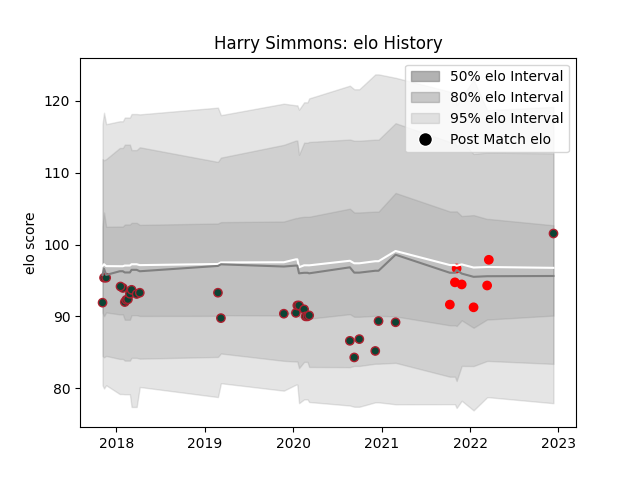 Harry Simmons: elo History
50% elo Interval
80% elo Interval
95% elo Interval
Post Match elo
elo score
120
110
100
90
80
2018 2019 2020 2021 2022 2023